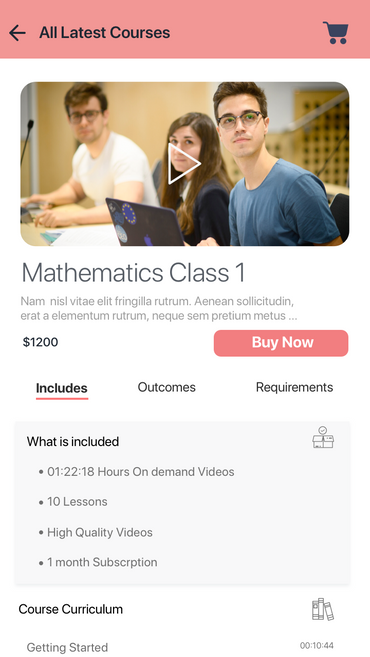 All Latest Courses
Mathematics Class 1
Nam nisl vitae elit fringilla rutrum. Aenean sollicitudin,
erat a elementum rutrum, neque sem pretium metus ...
$1200
Buy Now
Includes
Outcomes
Requirements
What is included
• 01:22:18 Hours On demand Videos
• 10 Lessons
• High Quality Videos
• 1 month Subscrption
Course Curriculum
Getting Started
00:10:44